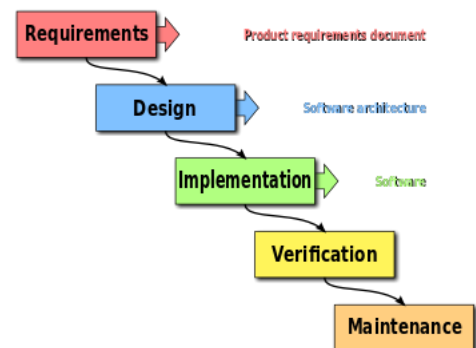 Requirements
Product requirements document
Design
Software architecture
Implementation
Software
Verification
Maintenance